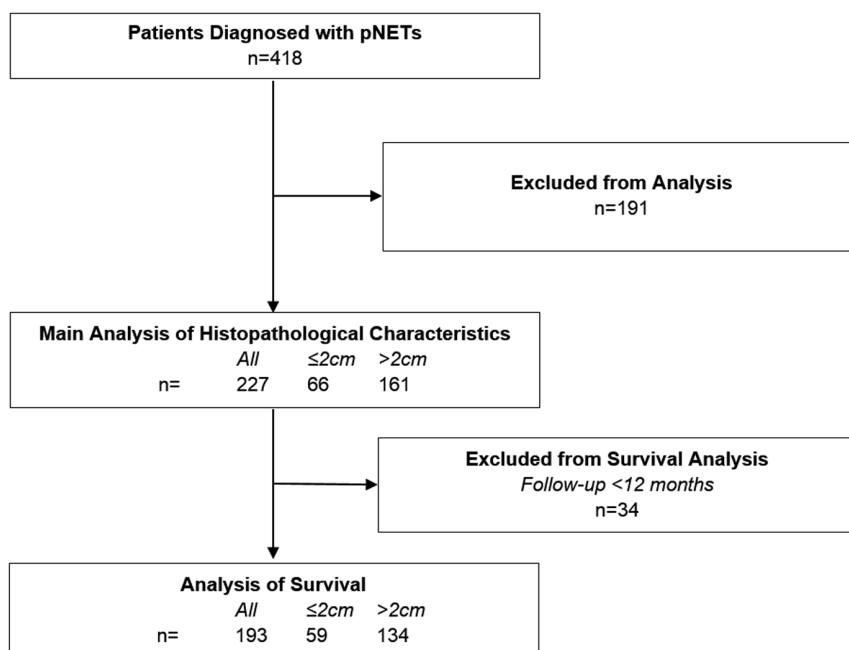 Patients Diagnosed with pNETs
n=418
Excluded from Analysis
n=191
Main Analysis of Histopathological Characteristics
All ≤2cm >2cm
n= 227 66 161
Excluded from Survival Analysis
Follow-up <12 months
n=34
Analysis of Survival
All ≤2cm >2cm
n= 193 59 134